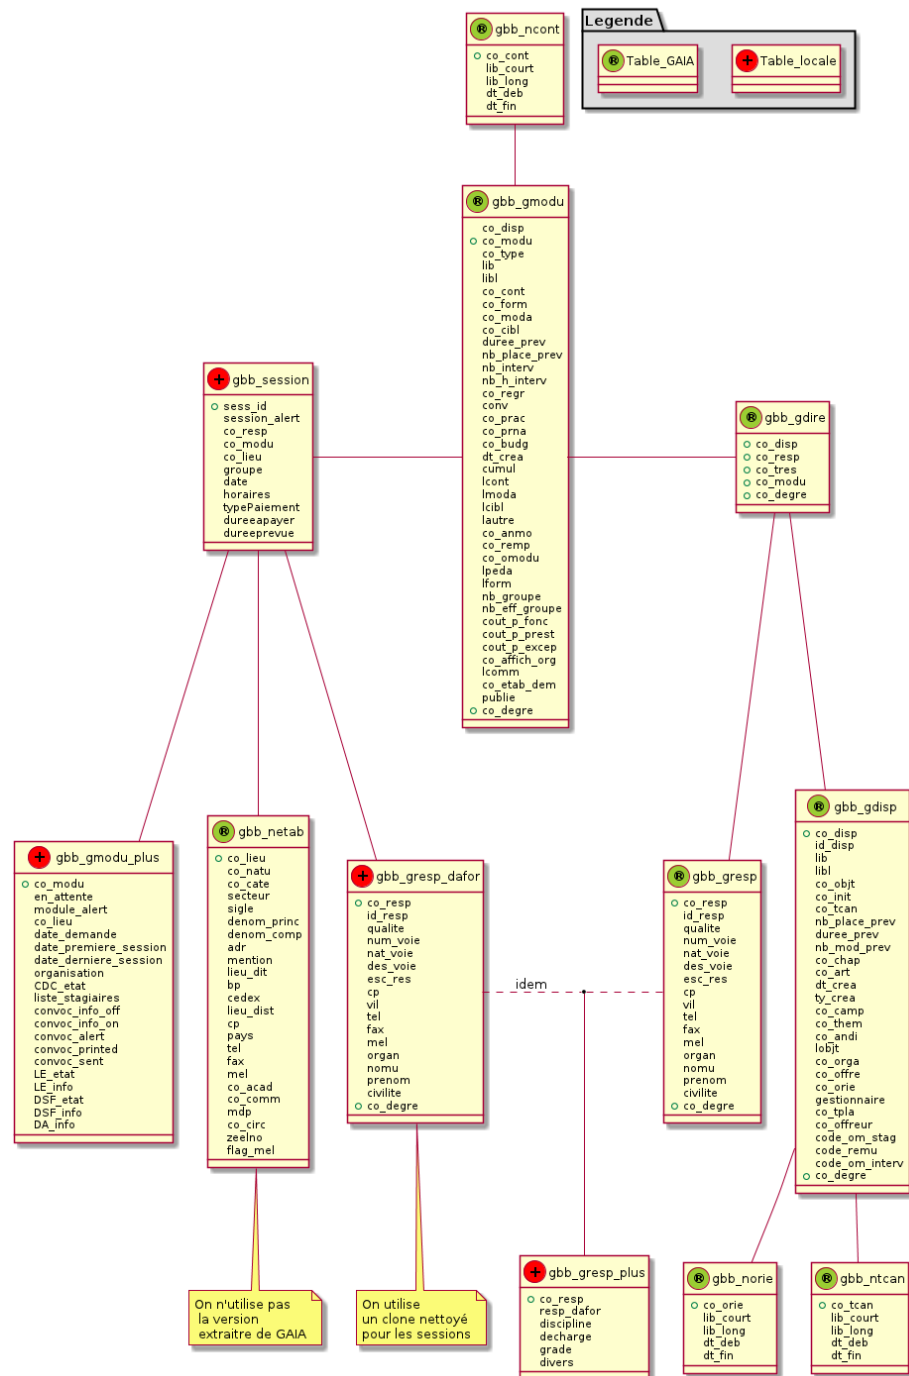 gbb_ncont
co_cont
lib_court
lib_long
dt_deb
dt_fin
Legende
Table_GAIA
Table_locale
gbb_gmodu
co_disp
co_modu
co_type
lib
libl
co_cont
co_form
co_moda
co_cibl
duree_prev
nb_place_prev
nb_interv
nb_h_interv
co_regr
conv
co_prac
co_prna
co_budg
dt_crea
cumul
lcont
lmoda
lcibl
lautre
co_anmo
co_remp
co_omodu
lpeda
lform
nb_groupe
nb_eff_groupe
cout_p_fonc
cout_p_prest
cout_p_excep
co_affich_org
lcomm
co_etab_dem
publie
co_degre
gbb_session
sess_id
session_alert
co_resp
co_modu
co_lieu
groupe
date
horaires
typePaiement
dureeapayer
dureeprevue
gbb_gdire
co_disp
co_resp
co_tres
co_modu
co_degre
gbb_gmodu_plus
co_modu
en_attente
module_alert
co_lieu
date_demande
date_premiere_session
date_derniere_session
organisation
CDC_etat
liste_stagiaires
convoc_info_off
convoc_info_on
convoc_alert
convoc_printed
convoc_sent
LE_etat
LE_info
DSF_etat
DSF_info
DA_info
gbb_netab
co_lieu
co_natu
co_cate
secteur
sigle
denom_princ
denom_comp
adr
mention
lieu_dit
bp
cedex
lieu_dist
cp
pays
tel
fax
mel
co_acad
co_comm
mdp
co_circ
zeelno
flag_mel
gbb_gresp_dafor
co_resp
id_resp
qualite
num_voie
nat_voie
des_voie
esc_res
cp
vil
tel
fax
mel
organ
nomu
prenom
civilite
co_degre
idem
gbb_gresp
co_resp
id_resp
qualite
num_voie
nat_voie
des_voie
esc_res
cp
vil
tel
fax
mel
organ
nomu
prenom
civilite
co_degre
gbb_gdisp
co_disp
id_disp
lib
libl
co_objt
co_init
co_tcan
nb_place_prev
duree_prev
nb_mod_prev
co_chap
co_art
dt_crea
ty_crea
co_camp
co_them
co_andi
lobjt
co_orga
co_offre
co_orie
gestionnaire
co_tpla
co_offreur
code_om_stag
code_remu
code_om_interv
co_degre
On n'utilise pas
la version
extraitre de GAIA
On utilise
un clone nettoyé
pour les sessions
gbb_gresp_plus
co_resp
resp_dafor
discipline
decharge
grade
divers
gbb_norie
co_orie
lib_court
lib_long
dt_deb
dt_fin
gbb_ntcan
co_tcan
lib_court
lib_long
dt_deb
dt_fin